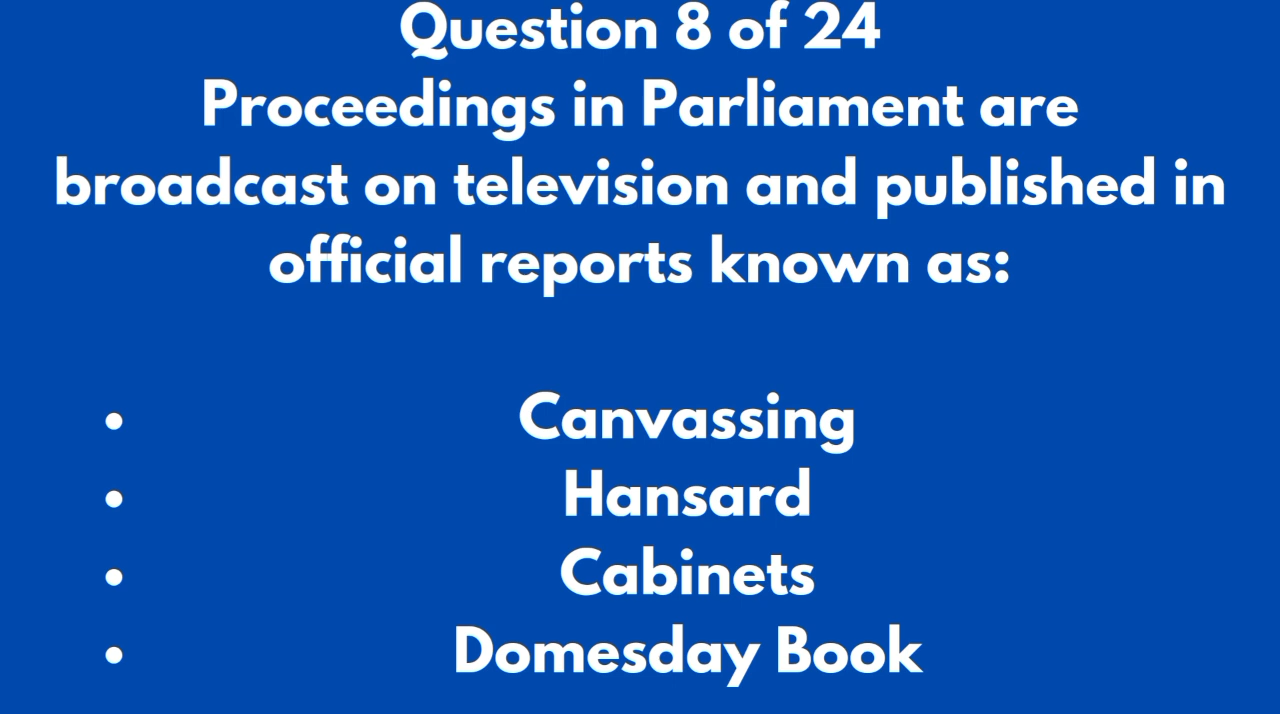 Question 8 of 24
Proceedings in Parliament are
broadcast on television and published in
official reports known as:
• Canvassing
• Hansard
• Cabinets
• Domesday Book